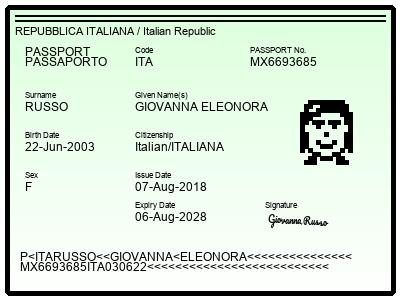 REPUBBLICA ITALIANA / Italian Republic
PASSPORT Code PASSPORT No.
PASSAPORTO ITA MX6693685
Surname Given Name(s)
RUSSO GIOVANNA ELEONORA
Birth Date Citizenship
22-Jun-2003 Italian/ITALIANA
Sex Issue Date
F 07-Aug-2018
Expiry Date Signature
06-Aug-2028 Giovanna Russo
P<ITARUSSO<<GIOVANNA<ELEONORA<<<<<<<<<<<<<<<
MX6693685ITA030622<<<<<<<<<<<<<<<<<<<<<<<<<<